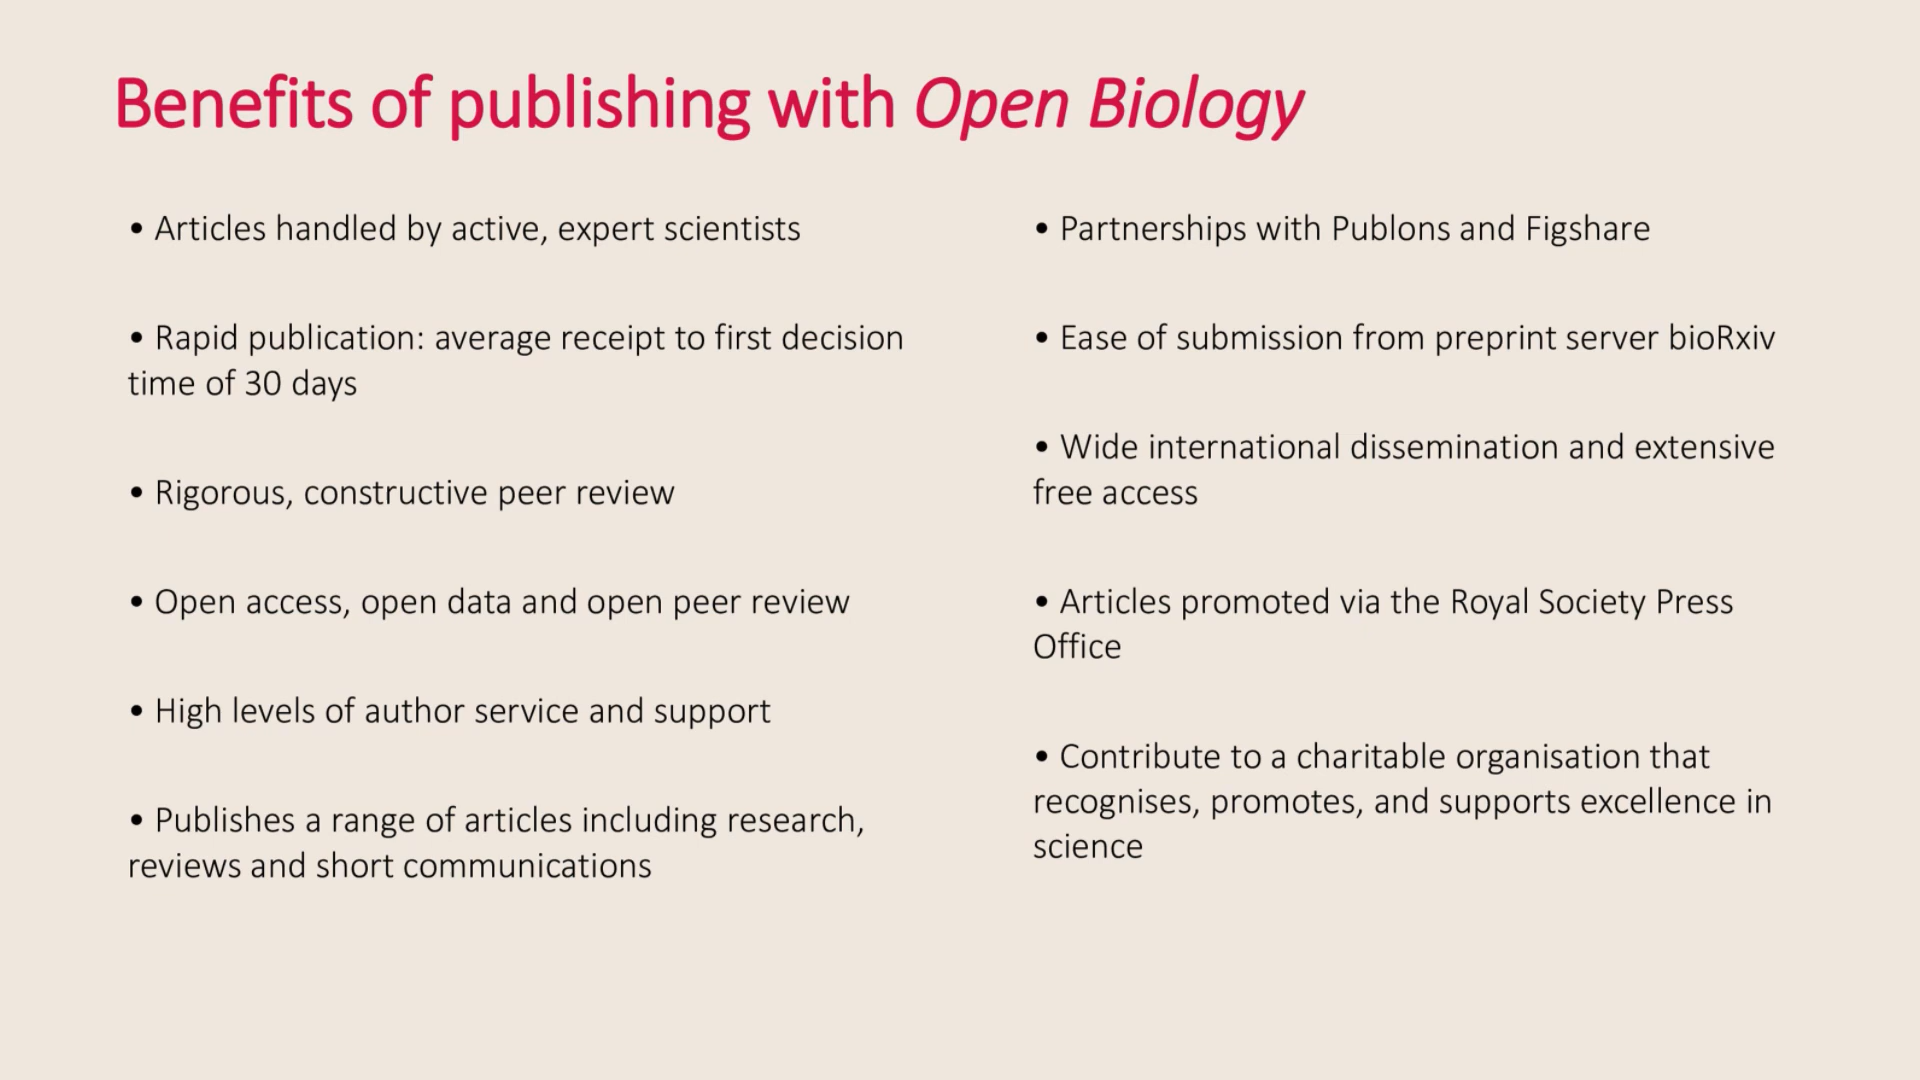 Benefits of publishing with Open Biology
• Articles handled by active, expert scientists
• Rapid publication: average receipt to first decision
time of 30 days
• Rigorous, constructive peer review
• Open access, open data and open peer review
• High levels of author service and support
• Publishes a range of articles including research,
reviews and short communications
• Partnerships with Publons and Figshare
• Ease of submission from preprint server bioRxiv
• Wide international dissemination and extensive
free access
• Articles promoted via the Royal Society Press
Office
• Contribute to a charitable organisation that
recognises, promotes, and supports excellence in
science